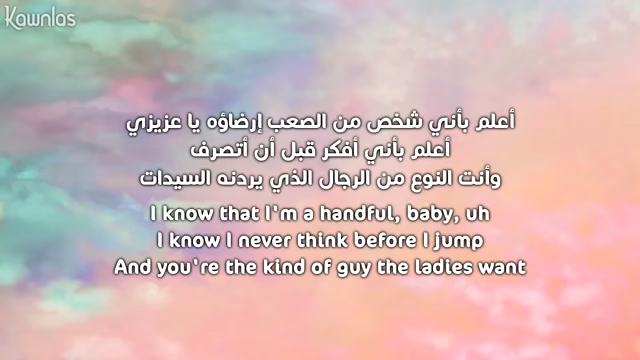 Kawnlas
أعلم بأني شخص من الصعب إرضاؤه يا عزيزي
أعلم بأني أفكر قبل أن أتصرف
وأنت النوع من الرجال الذي يردنه السيدات
I know that I'm a handful, baby, uh
I know I never think before I jump
And you're the kind of guy the ladies want